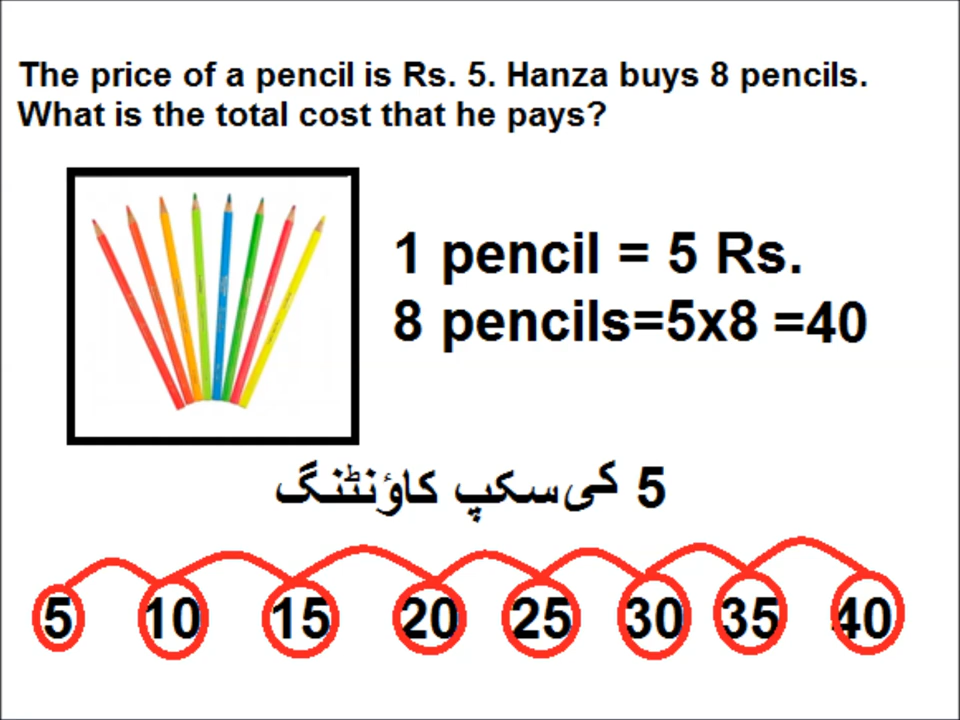 The price of a pencil is Rs. 5. Hanza buys 8 pencils.
What is the total cost that he pays?
1 pencil = 5 Rs.
8 pencils=5x8 =40
5 کی سکپ کاؤنٹنگ
5 10 15 20 25 30 35 40